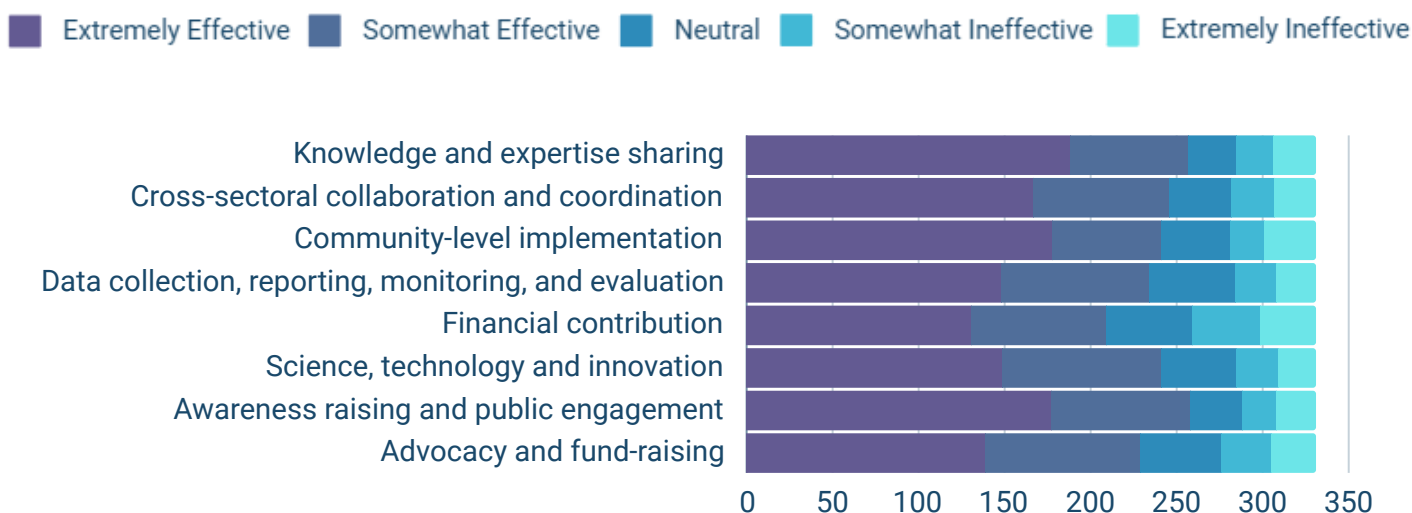 Extremely Effective Somewhat Effective Neutral Somewhat Ineffective Extremely Ineffective
Knowledge and expertise sharing
Cross-sectoral collaboration and coordination
Community-level implementation
Data collection, reporting, monitoring, and evaluation
Financial contribution
Science, technology and innovation
Awareness raising and public engagement
Advocacy and fund-raising
0 50 100 150 200 250 300 350